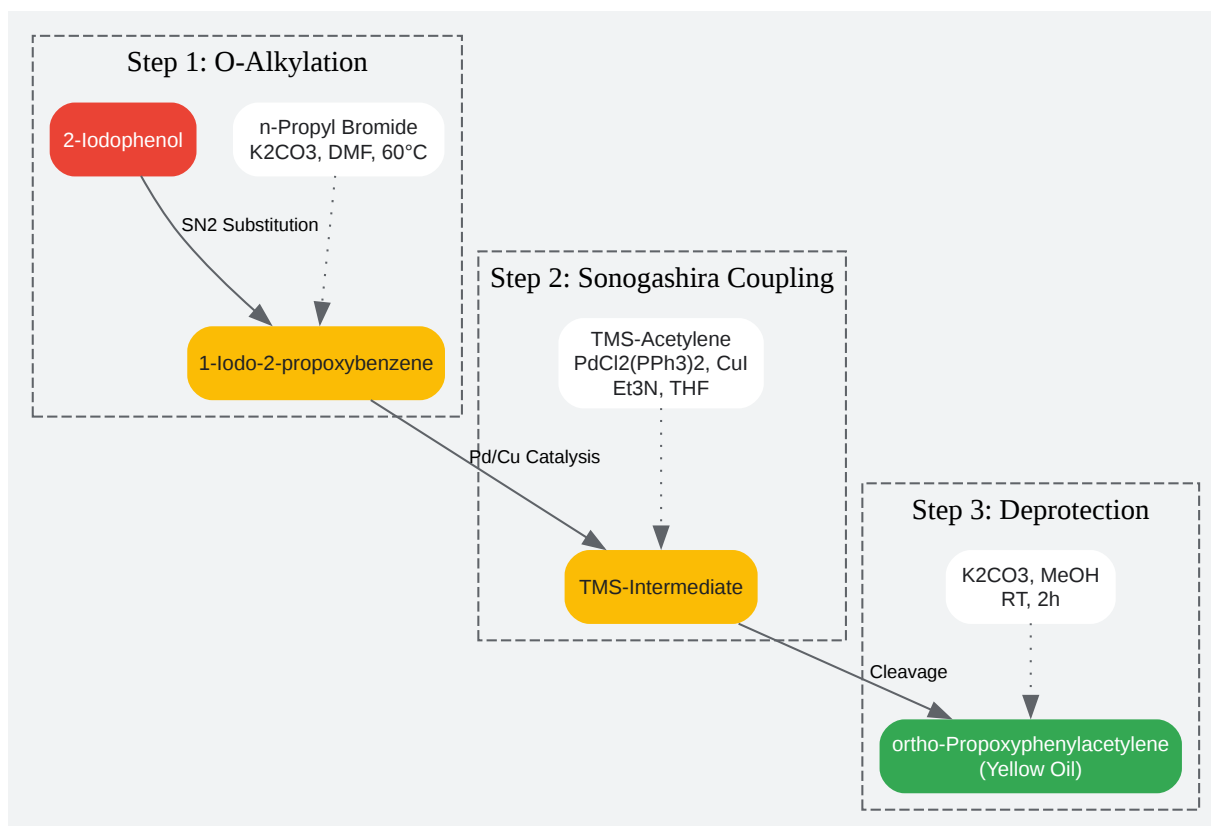 Step 1: O-Alkylation
2-Iodophenol
n-Propyl Bromide
K2CO3, DMF, 60°C
SN2 Substitution
1-Iodo-2-propoxybenzene
Step 2: Sonogashira Coupling
TMS-Acetylene
PdCl2(PPh3)2, CuI
Et3N, THF
Pd/Cu Catalysis
TMS-Intermediate
Step 3: Deprotection
K2CO3, MeOH
RT, 2h
Cleavage
ortho-Propoxyphenylacetylene
(Yellow Oil)